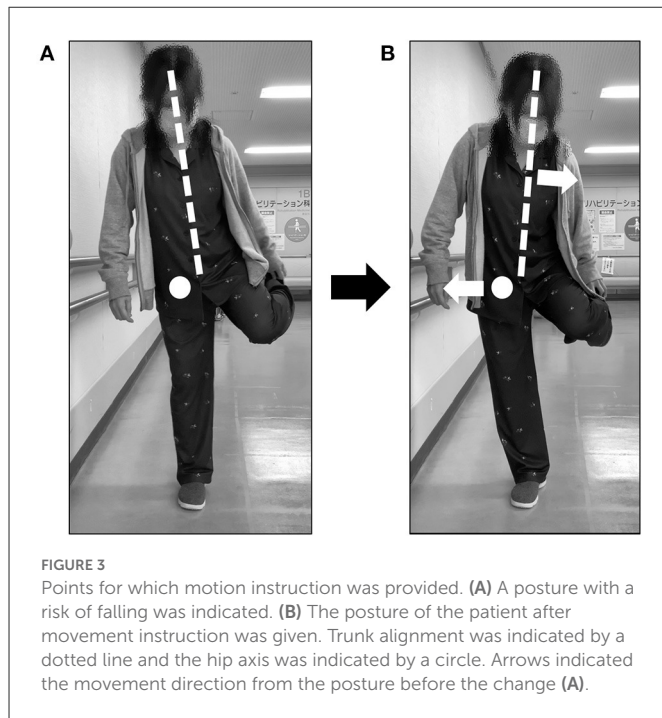 A
B
1B
ハビリテーション科
リハビリテーション
FIGURE 3
Points for which motion instruction was provided. (A) A posture with a
risk of falling was indicated. (B) The posture of the patient after
movement instruction was given. Trunk alignment was indicated by a
dotted line and the hip axis was indicated by a circle. Arrows indicated
the movement direction from the posture before the change (A).